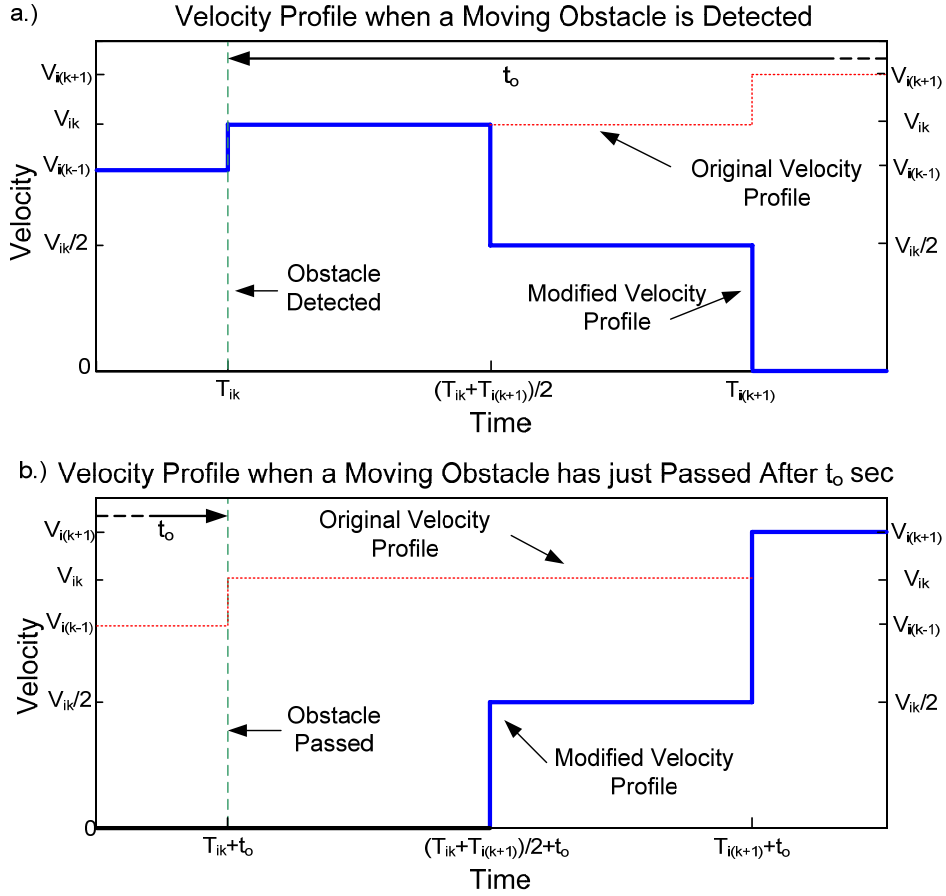 a.) Velocity Profile when a Moving Obstacle is Detected
Vi(k+1)
Vik
Vi(k-1)
Vik/2
0
Velocity
to
Original Velocity
Profile
Obstacle
Detected
Modified Velocity
Profile
Vi(k+1)
Vik
Vi(k-1)
Vik/2
Tik
(Tik+Ti(k+1))/2
Ti(k+1)
Time
b.) Velocity Profile when a Moving Obstacle has just Passed After to sec
Vi(k+1)
Vik
Vi(k-1)
Vik/2
0
Velocity
to
Original Velocity
Profile
Obstacle
Passed
Modified Velocity
Profile
Vi(k+1)
Vik
Vi(k-1)
Vik/2
Tik+to
(Tik+Ti(k+1))/2+to
Ti(k+1)+to
Time